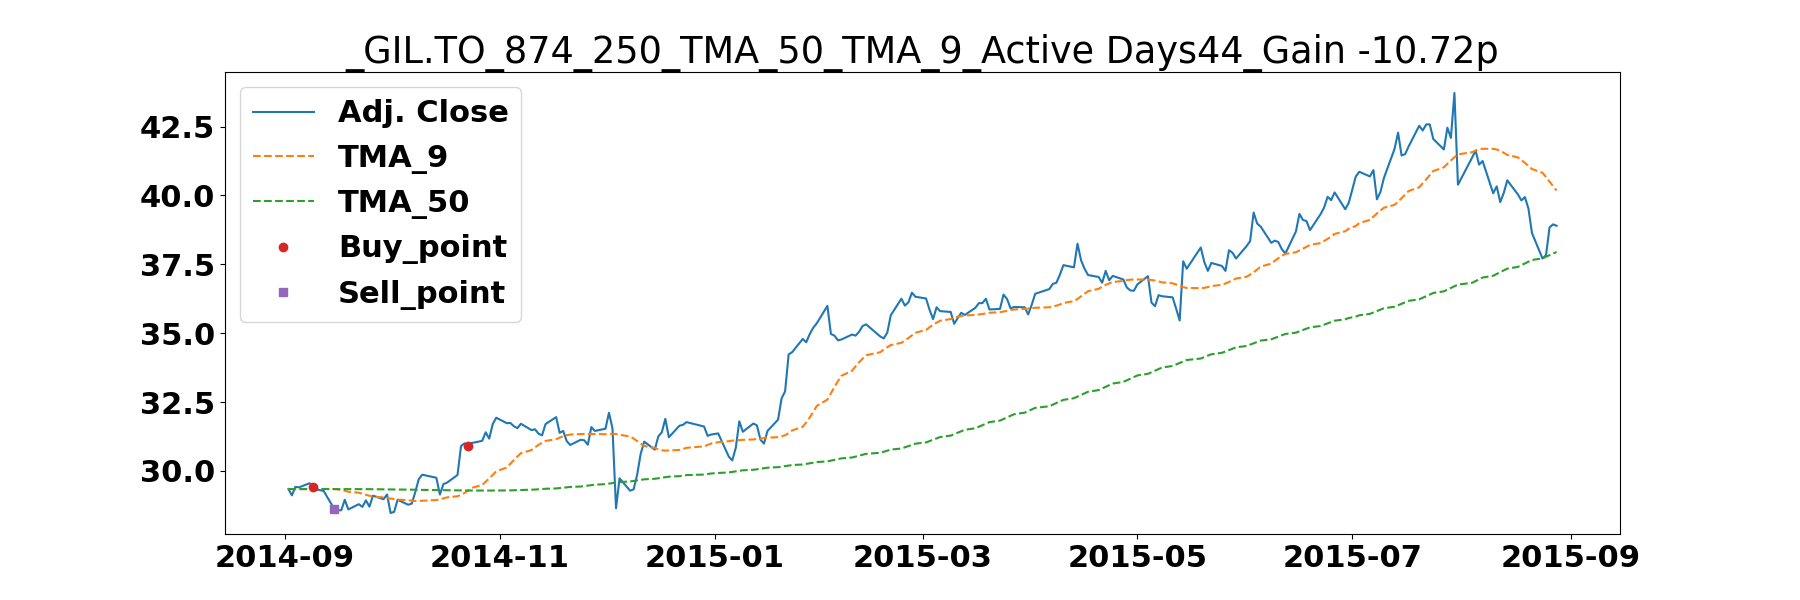 _GIL.TO_874_250_TMA_50_TMA_9_Active Days44_Gain -10.72p
Adj. Close
TMA_9
TMA_50
Buy_point
Sell_point
42.5
40.0
37.5
35.0
32.5
30.0
2014-09 2014-11 2015-01 2015-03 2015-05 2015-07 2015-09